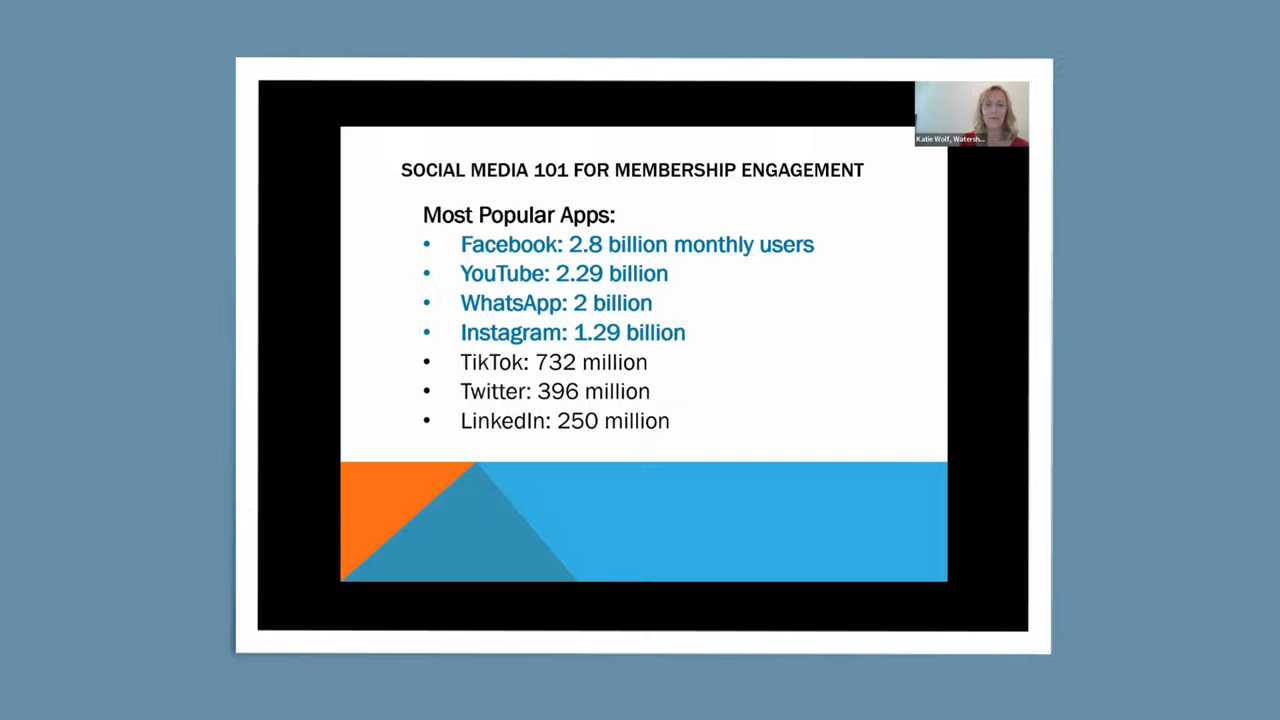 Katie Wolf, Watersh...
SOCIAL MEDIA 101 FOR MEMBERSHIP ENGAGEMENT
Most Popular Apps:
• Facebook: 2.8 billion monthly users
• YouTube: 2.29 billion
• WhatsApp: 2 billion
• Instagram: 1.29 billion
• TikTok: 732 million
• Twitter: 396 million
• LinkedIn: 250 million